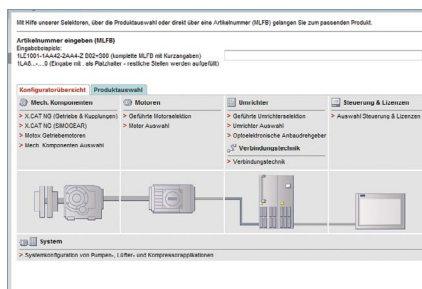 Mit Hilfe unserer Selektoren, über die Produktauswahl oder direkt über eine Artikelnummer (MLFB) gelangen Sie zum passenden Produkt.
Artikelnummer eingeben (MLFB)
Eingabebeispiele:
1LE1001-1AA42-2AA4-Z D02+S00 (komplette MLFB mit Kurzangaben)
(Eingabe mit . als Platzhalter - restliche Stellen werden aufgefüllt)
Konfiguratorübersicht Produktauswahl
Mech. Komponenten
> X.CAT NG (Getriebe & Kupplungen)
> X.CAT NG (SIMOGEAR)
> Motox Getriebemotoren
> Mech. Komponenten Auswahl
Motoren
> Geführte Motorselektion
> Motor Auswahl
Umrichter
> Geführte Umrichterselektion
> Umrichter Auswahl
> Optoelektronische Anbaudrehgeber
Verbindungstechnik
> Verbindungstechnik
Steuerung & Lizenzen
> Auswahl Steuerung & Lizenzen
System
> Systemkonfiguration von Pumpen-, Lüfter- und Kompressorapplikationen